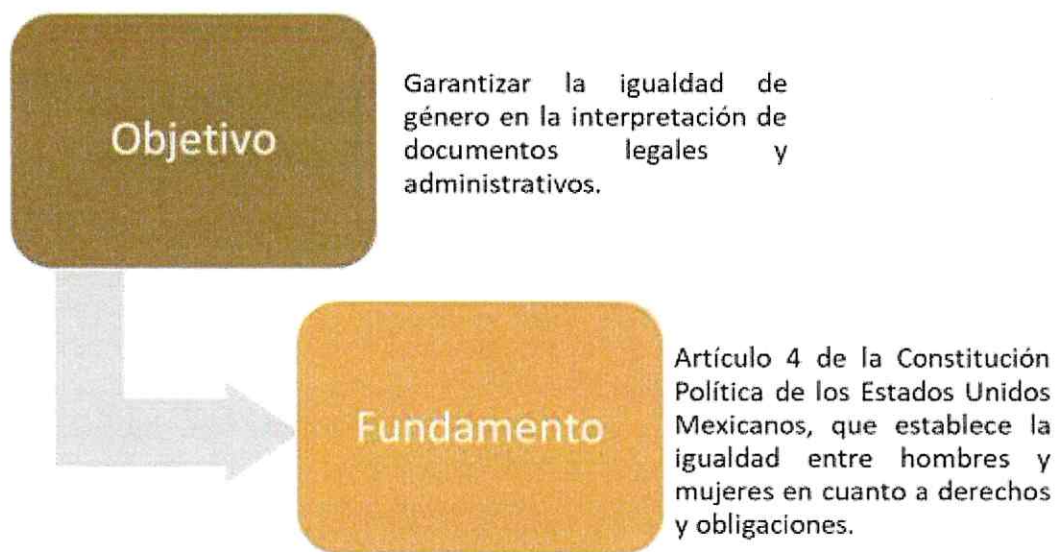 Objetivo
Garantizar la igualdad de
género en la interpretación de
documentos legales y
administrativos.
Fundamento
Artículo 4 de la Constitución
Política de los Estados Unidos
Mexicanos, que establece la
igualdad entre hombres y
mujeres en cuanto a derechos
y obligaciones.